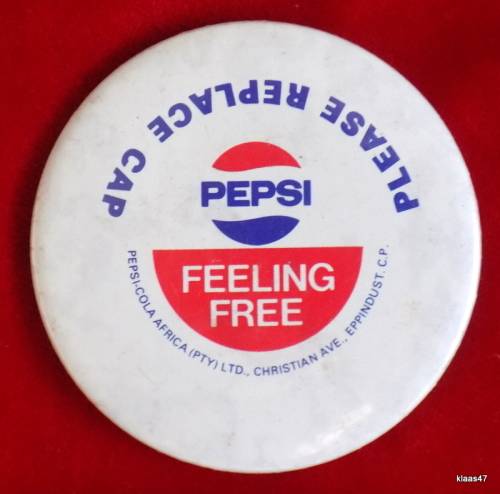 PLEASE REPLACE CAP
PEPSI
FEELING
FREE
PEPSI-COLA AFRICA (PTY) LTD., CHRISTIAN AVE., EPPINDUST. C.P.
klaas47